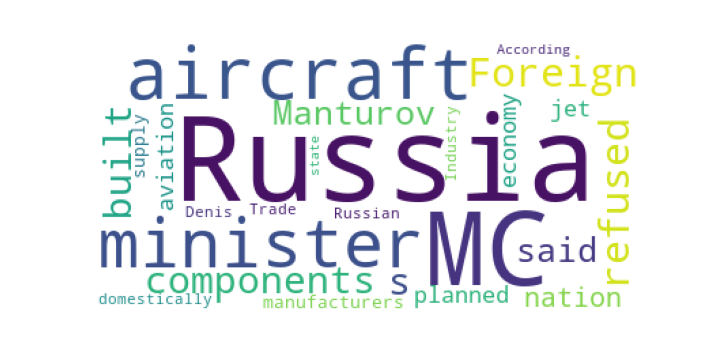 According
aircraft Foreign
Manturov jet
built supply aviation Russia state Industry economy refused
Denis Trade Russian
minister MC said
components s planned nation
domestically manufacturers